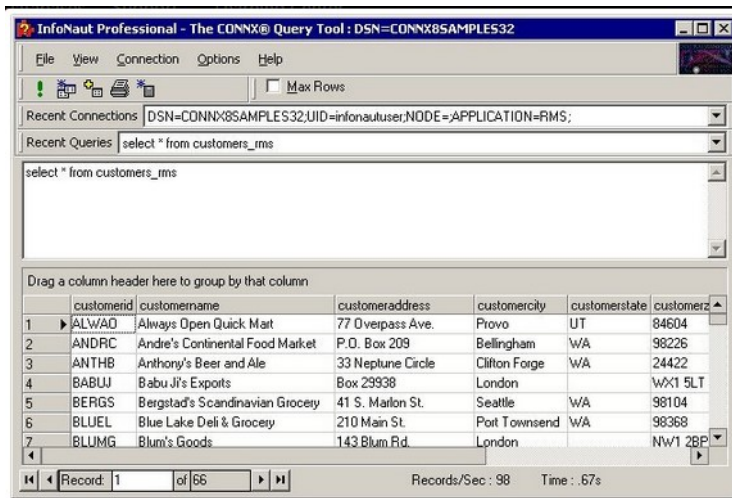 InfoNaut Professional - The CONNX® Query Tool : DSN=CONNX8SAMPLES32
File View Connection Options Help
Max Rows
Recent Connections DSN=CONNX8SAMPLES32;UID=infonautuser;NODE=;APPLICATION=RMS;
Recent Queries select * from customers_rms
select * from customers_rms
Drag a column header here to group by that column
customerid customername customeraddress customercity customerstate customerz
1 ALWAO Always Open Quick Mart 77 Overpass Ave. Provo UT 84604
2 ANDRC Andre's Continental Food Market P.O. Box 209 Bellingham WA 98226
3 ANTHB Anthony's Beer and Ale 33 Neptune Circle Clifton Forge WA 24422
4 BABUJ Babu Ji's Exports Box 29938 London WX1 5LT
5 BERGS Bergstad's Scandinavian Grocery 41 S. Marlon St. Seattle WA 98104
6 BLUEL Blue Lake Deli & Grocery 210 Main St. Port Townsend WA 98368
7 BLUMG Blum's Goods 143 Blum Rd. London NW1 2BP
Record: 1 of 66 Records/Sec : 98 Time : .67s